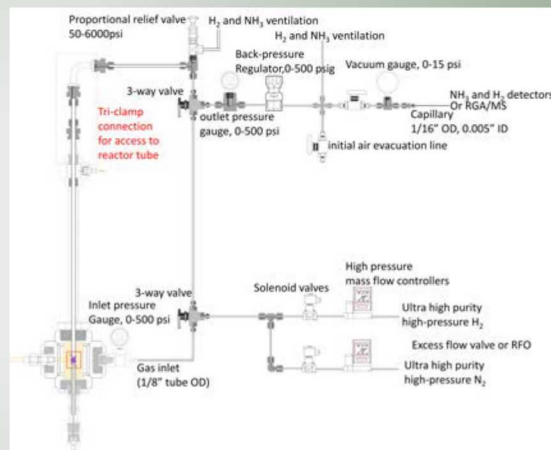 Proportional relief valve
50-6000psi
H₂ and NH₃ ventilation
H₂ and NH₃ ventilation
Back-pressure
Regulator,0-500 psig
Vacuum gauge, 0-15 psi
3-way valve
NH₃ and H₂ detectors
Or RGA/MS
Capillary
1/16” OD, 0.005” ID
Tri-clamp
connection
for access to
reactor tube
outlet pressure
gauge, 0-500 psi
initial air evacuation line
3-way valve
Inlet pressure
Gauge, 0-500 psi
Solenoid valves
High pressure
mass flow controllers
Ultra high purity
high-pressure H₂
Gas inlet
(1/8” tube OD)
Excess flow valve or RFO
Ultra high purity
high-pressure N₂